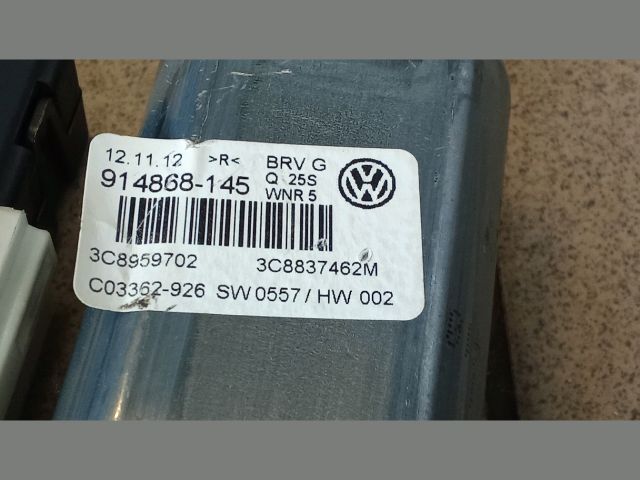 12.11.12 >R< BRV G
914868-145 Q 25S
WNR 5
3C8959702 3C8837462M
C03362-926 SW 0557 / HW 002